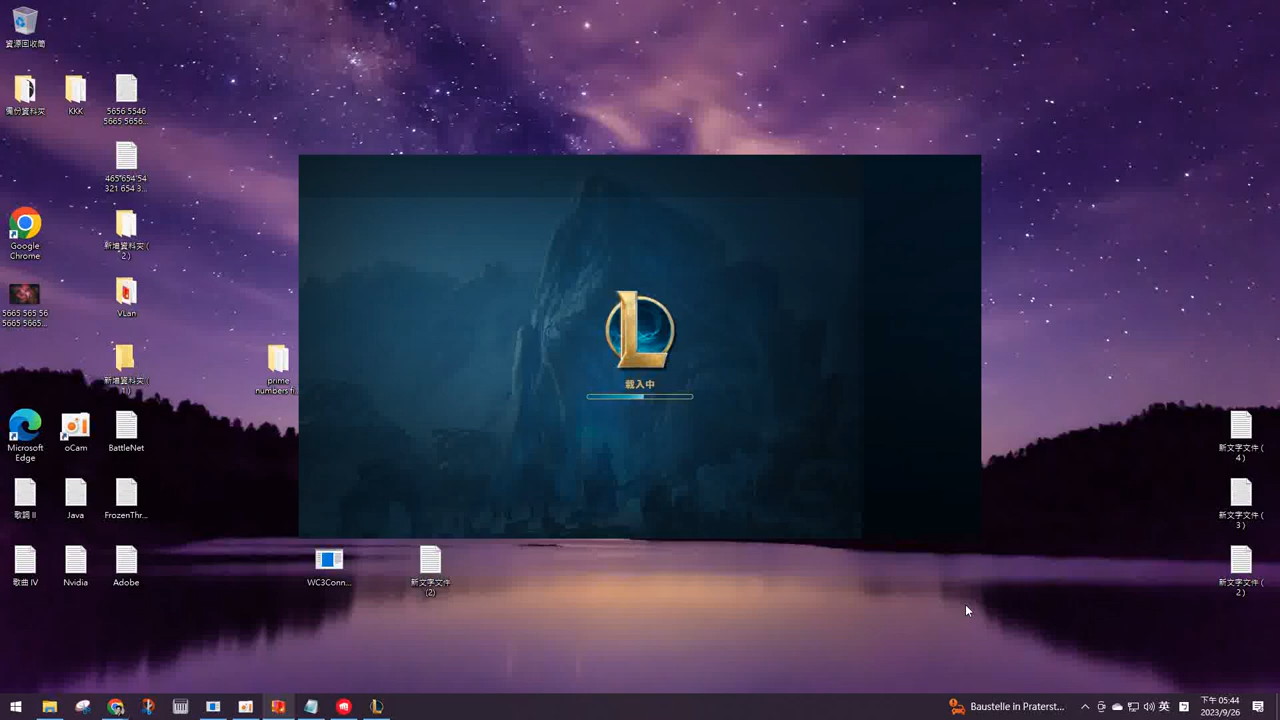 資源回收筒
備份資料夾
KKK
5656 5546
5665 5656...
465 654 54
321 654 3...
Google
Chrome
新增資料夾 (
2 )
5656 565 56
5665 5665...
VLan
新增資料夾 (
1 )
prime
numbers fi...
載入中
Microsoft
Edge
oCam
BattleNet
新文字文件 (
4 )
歌詞 II
Java
FrozenThr...
新文字文件 (
3 )
歌曲 IV
Nvidia
Adobe
WC3Conn...
新文字文件
(2)
新文字文件 (
2 )
Baustelle in Praterst...
英
下午 05:44
2023/9/26